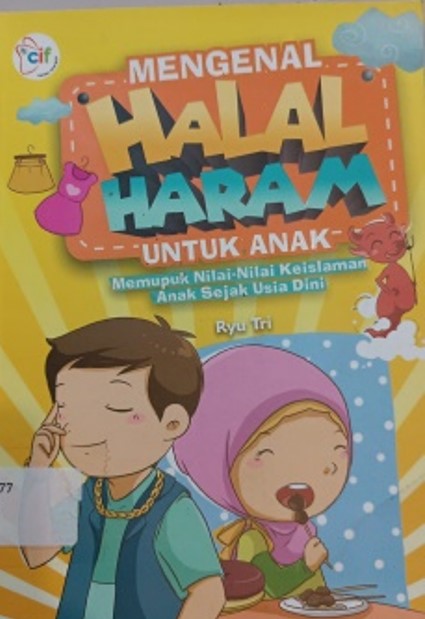 cif
MENGENAL
HALAL
HARAM
UNTUK ANAK
Memupuk Nilai-Nilai Keislaman
Anak Sejak Usia Dini
Ryu Tri
77